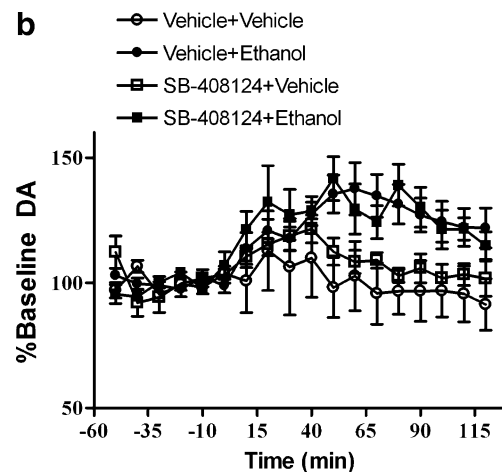 b
Vehicle+Vehicle
Vehicle+Ethanol
SB-408124+Vehicle
SB-408124+Ethanol
%Baseline DA
150
100
50
-60 -35 -10 15 40 65 90 115
Time (min)